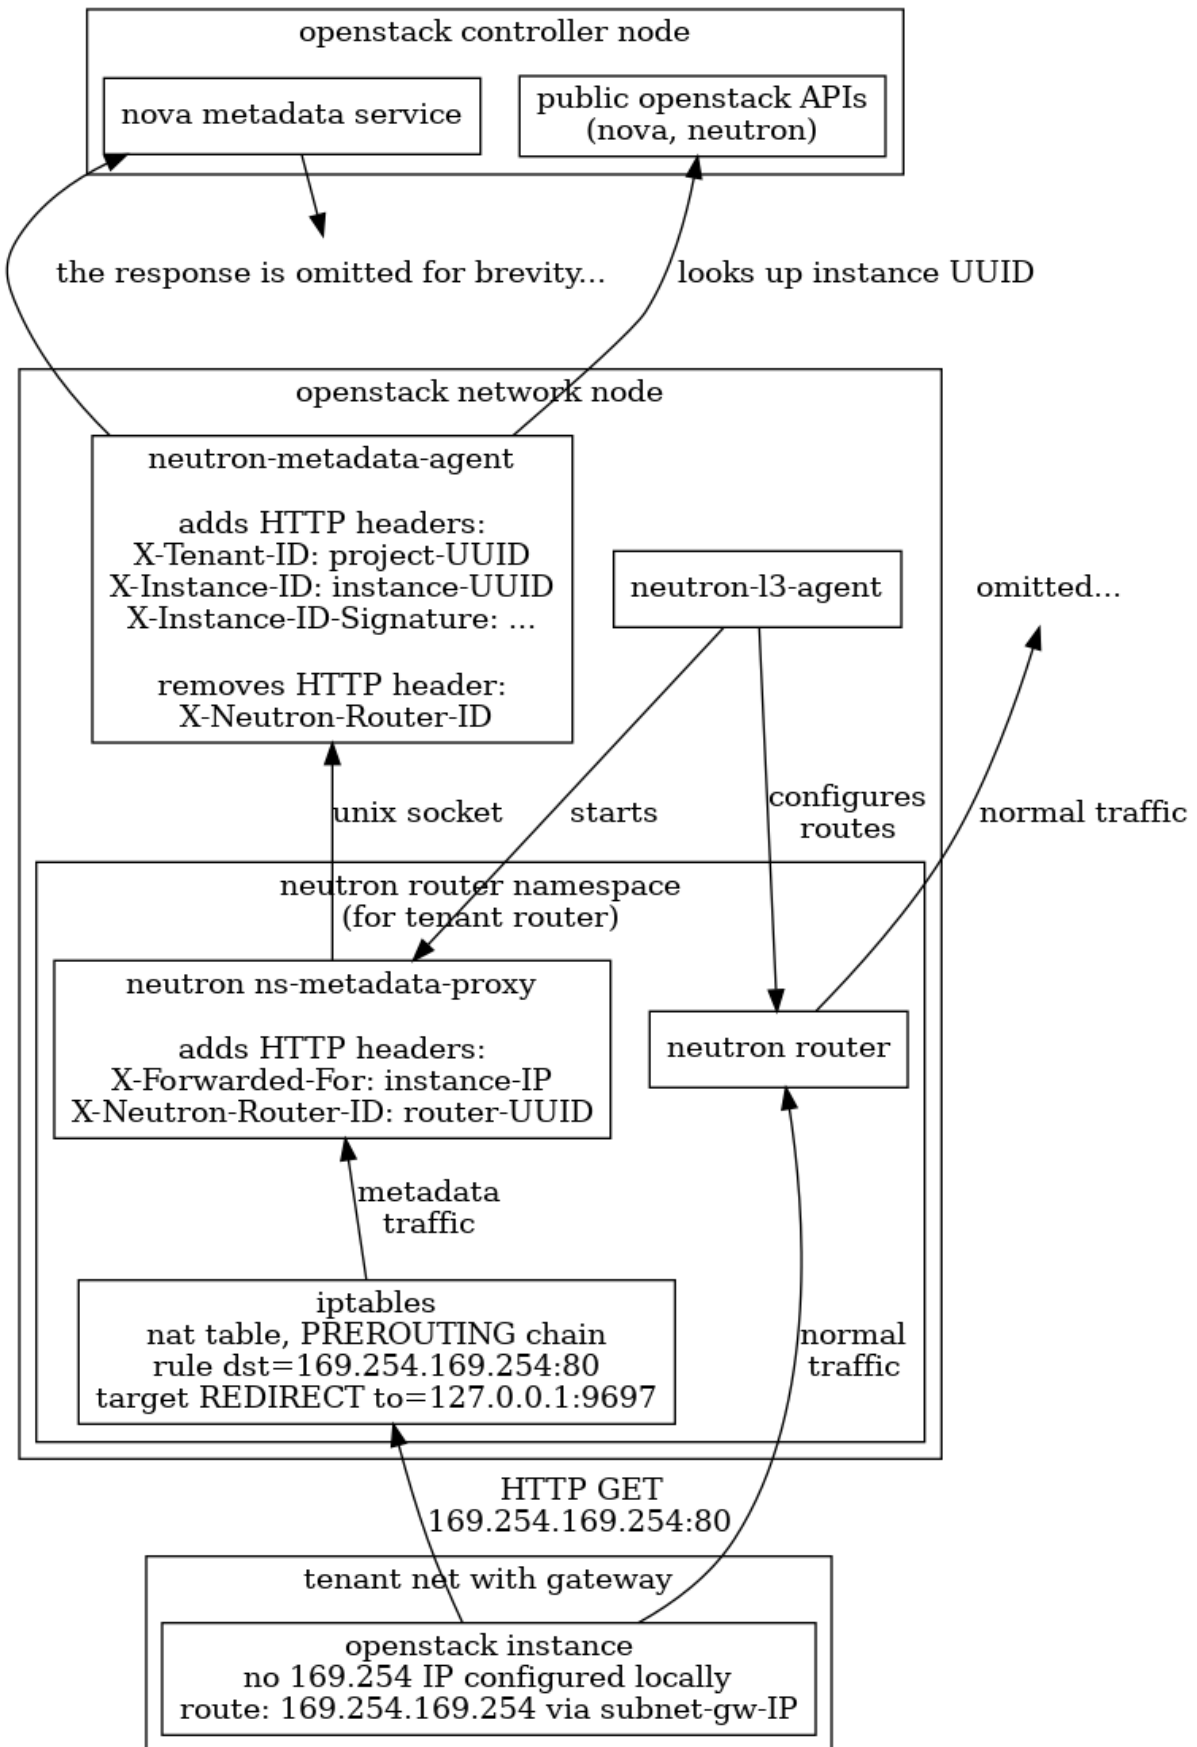 openstack controller node
nova metadata service
public openstack APIs
(nova, neutron)
the response is omitted for brevity...
looks up instance UUID
openstack network node
neutron-metadata-agent
adds HTTP headers:
X-Tenant-ID: project-UUID
X-Instance-ID: instance-UUID
X-Instance-ID-Signature: ...
removes HTTP header:
X-Neutron-Router-ID
neutron-l3-agent
omitted...
unix socket
starts
configures
routes
normal traffic
neutron router namespace
(for tenant router)
neutron ns-metadata-proxy
adds HTTP headers:
X-Forwarded-For: instance-IP
X-Neutron-Router-ID: router-UUID
neutron router
metadata
traffic
iptables
nat table, PREROUTING chain
rule dst=169.254.169.254:80
target REDIRECT to=127.0.0.1:9697
normal
traffic
HTTP GET
169.254.169.254:80
tenant net with gateway
openstack instance
no 169.254 IP configured locally
route: 169.254.169.254 via subnet-gw-IP